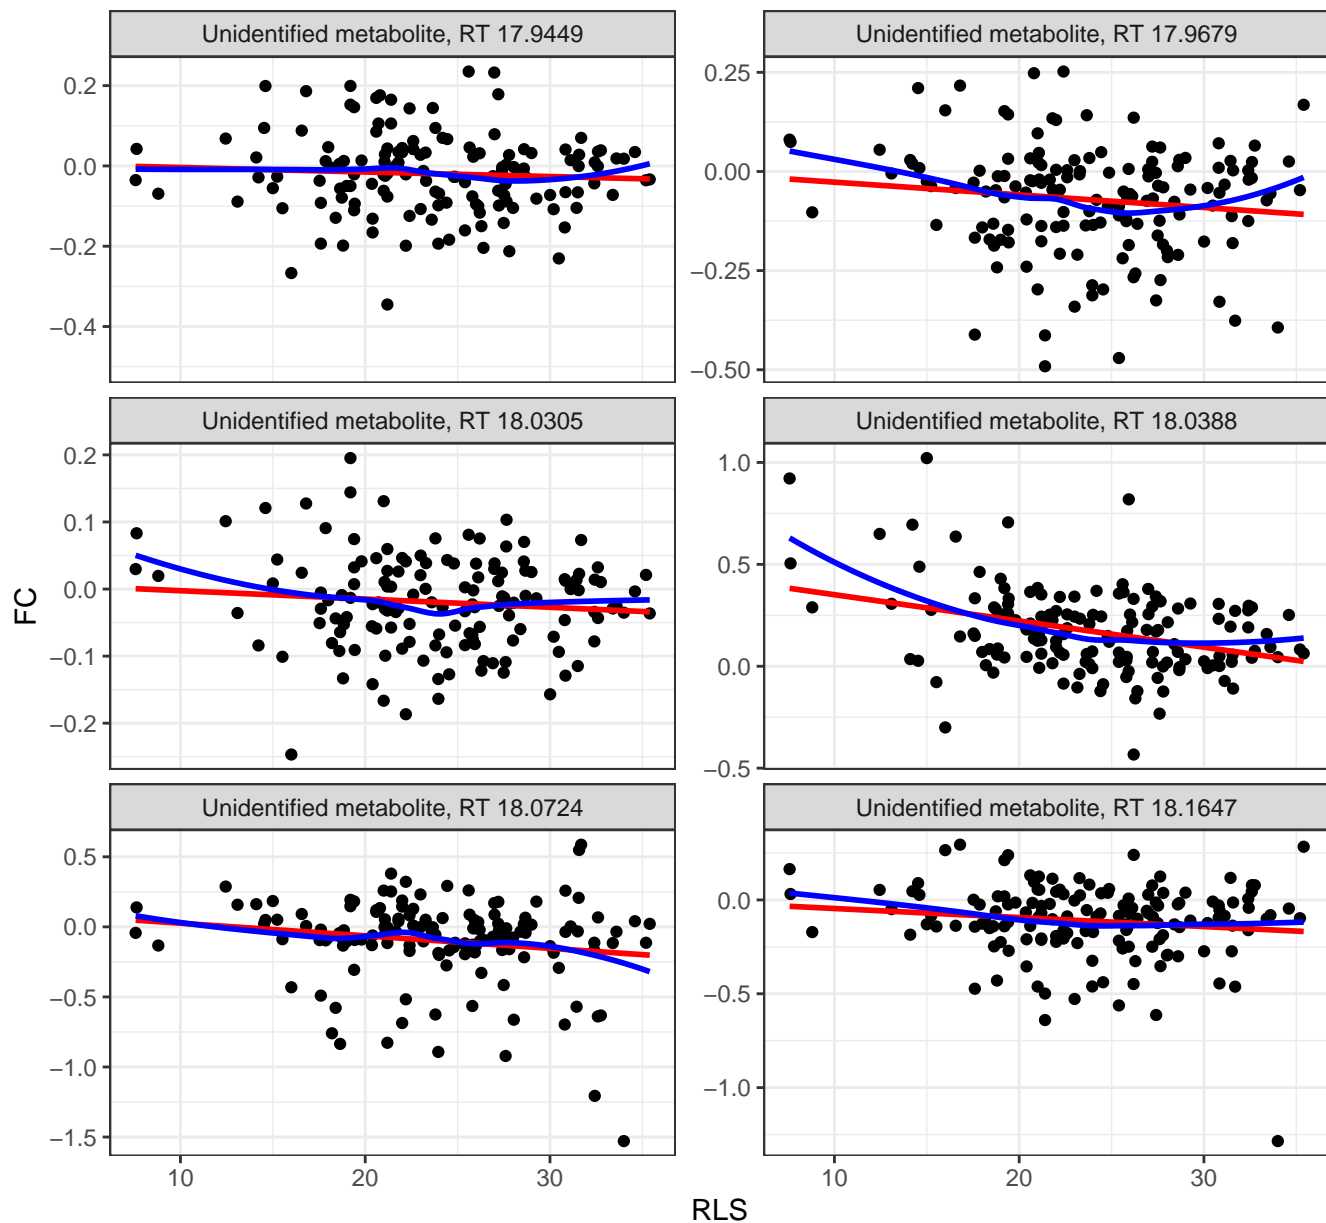 Unidentified metabolite, RT 17.9449
Unidentified metabolite, RT 17.9679
0.2
0.0
−0.2
−0.4
0.25
0.00
−0.25
−0.50
Unidentified metabolite, RT 18.0305
Unidentified metabolite, RT 18.0388
0.2
0.1
0.0
−0.1
−0.2
1.0
0.5
0.0
−0.5
FC
Unidentified metabolite, RT 18.0724
Unidentified metabolite, RT 18.1647
0.5
0.0
−0.5
−1.0
−1.5
0.0
−0.5
−1.0
10 20 30
10 20 30
RLS